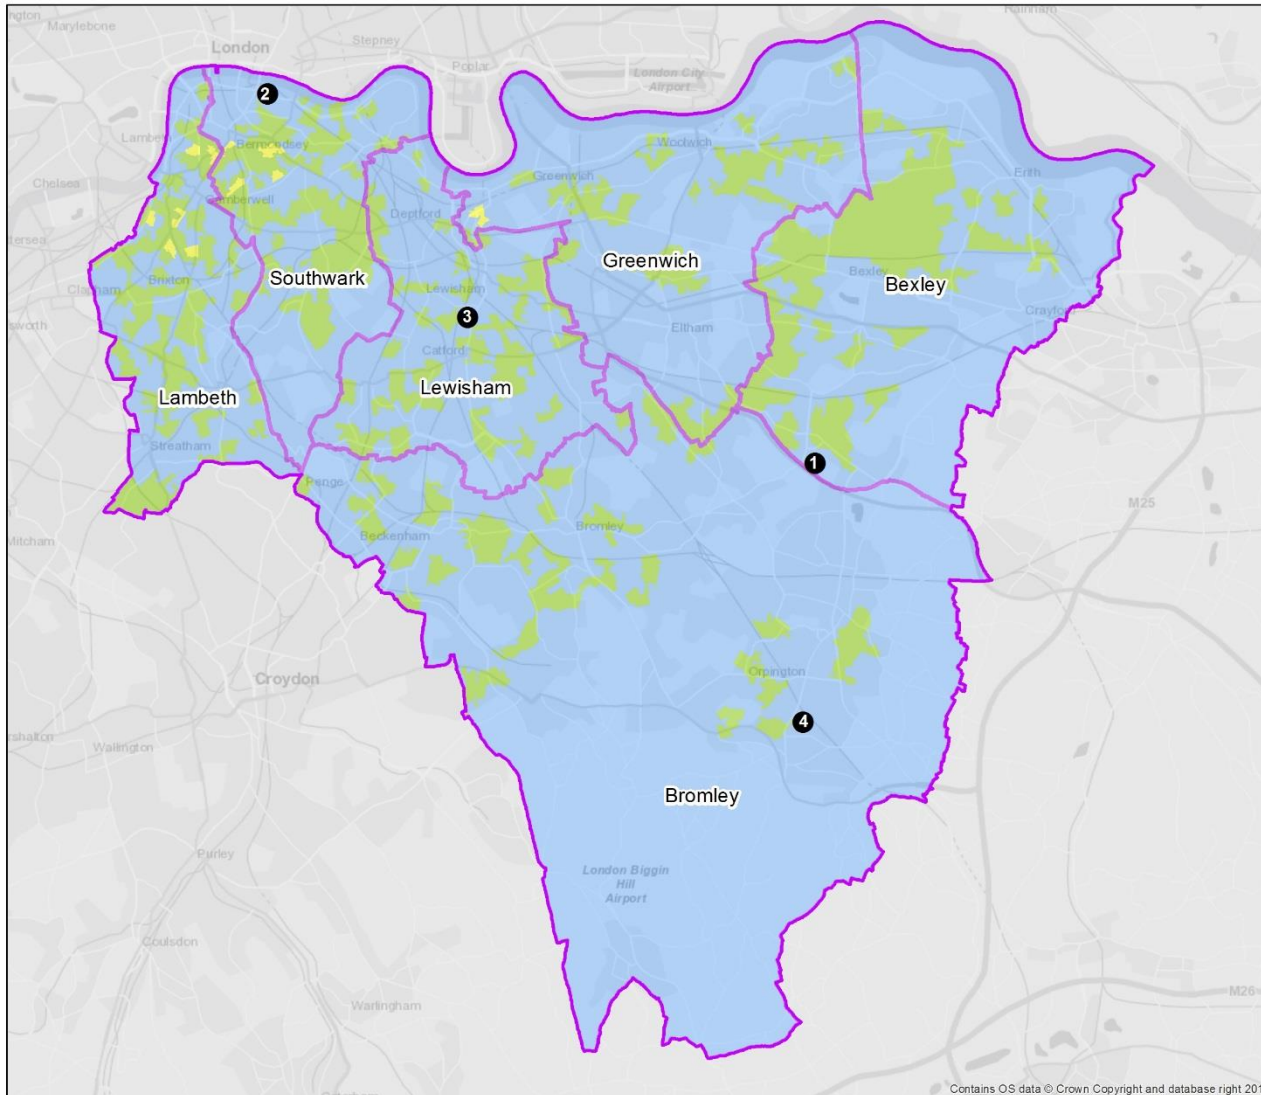 Rainham
Marylebone
Stepney
London
Poplar
London City
Airport
2
Lambeth
Bermondsey
Woolwich
Chelsea
Greenwich
Erith
Camberwell
Deptford
Greenwich
Southwark
Brixton
Lewisham
Bexley
Bexley
Clapham
3
Eltham
Crayford
Catford
Lewisham
Lambeth
Streatham
1
Penge
M25
Mitcham
Beckenham
Bromley
Orpington
Croydon
4
Wallington
Bromley
Purley
London Biggin
Hill
Airport
Coulsdon
M26
Warlingham
Contains OS data © Crown Copyright and database right 201